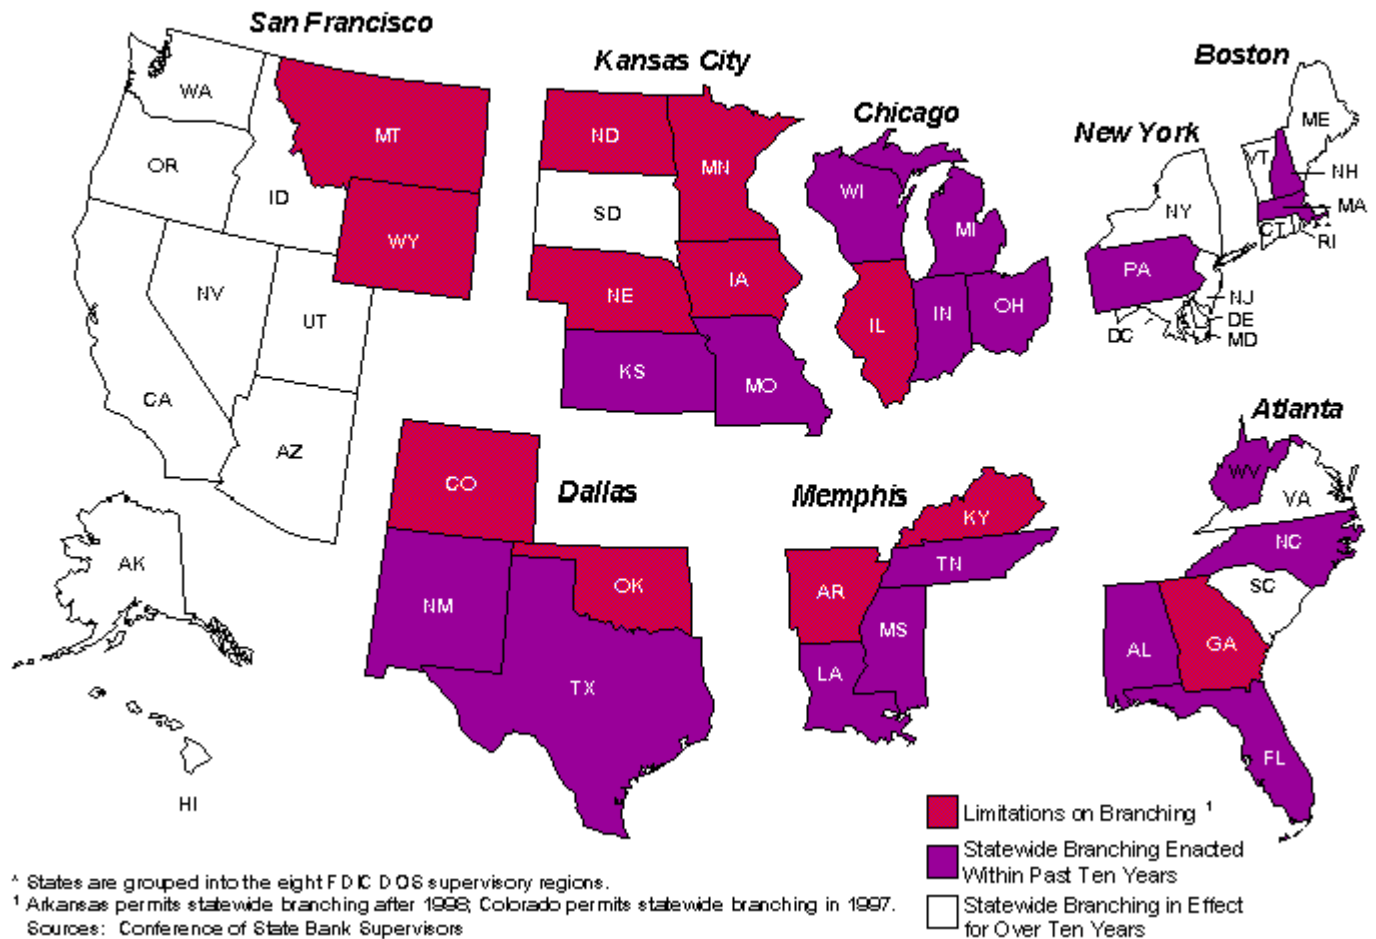 San Francisco
WA
OR
ID
MT
WY
NV
UT
CA
AZ
AK
HI
Kansas City
ND
MN
SD
NE
IA
KS
MO
Chicago
WI
MI
IL
IN
OH
New York
NY
PA
NJ
DE
MD
DC
Boston
ME
VT
NH
MA
CT
RI
Dallas
CO
NM
OK
TX
Memphis
KY
TN
AR
MS
LA
Atlanta
WV
VA
NC
SC
AL
GA
FL
Limitations on Branching 1
Statewide Branching Enacted
Within Past Ten Years
Statewide Branching in Effect
for Over Ten Years
^ States are grouped into the eight FDIC DOS supervisory regions.
1 Arkansas permits statewide branching after 1998; Colorado permits statewide branching in 1997.
Sources: Conference of State Bank Supervisors